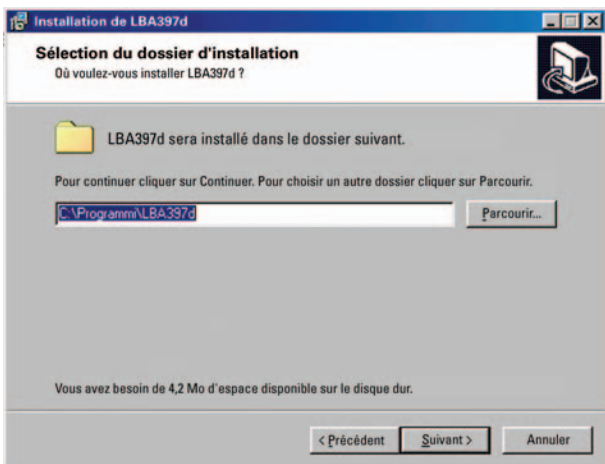 Installation de LBA397d
Sélection du dossier d'installation
Où voulez-vous installer LBA397d ?
LBA397d sera installé dans le dossier suivant.
Pour continuer cliquer sur Continuer. Pour choisir un autre dossier cliquer sur Parcourir.
C:\Programmi\LBA397d
Parcourir...
Vous avez besoin de 4,2 Mo d'espace disponible sur le disque dur.
< Précédent
Suivant >
Annuler